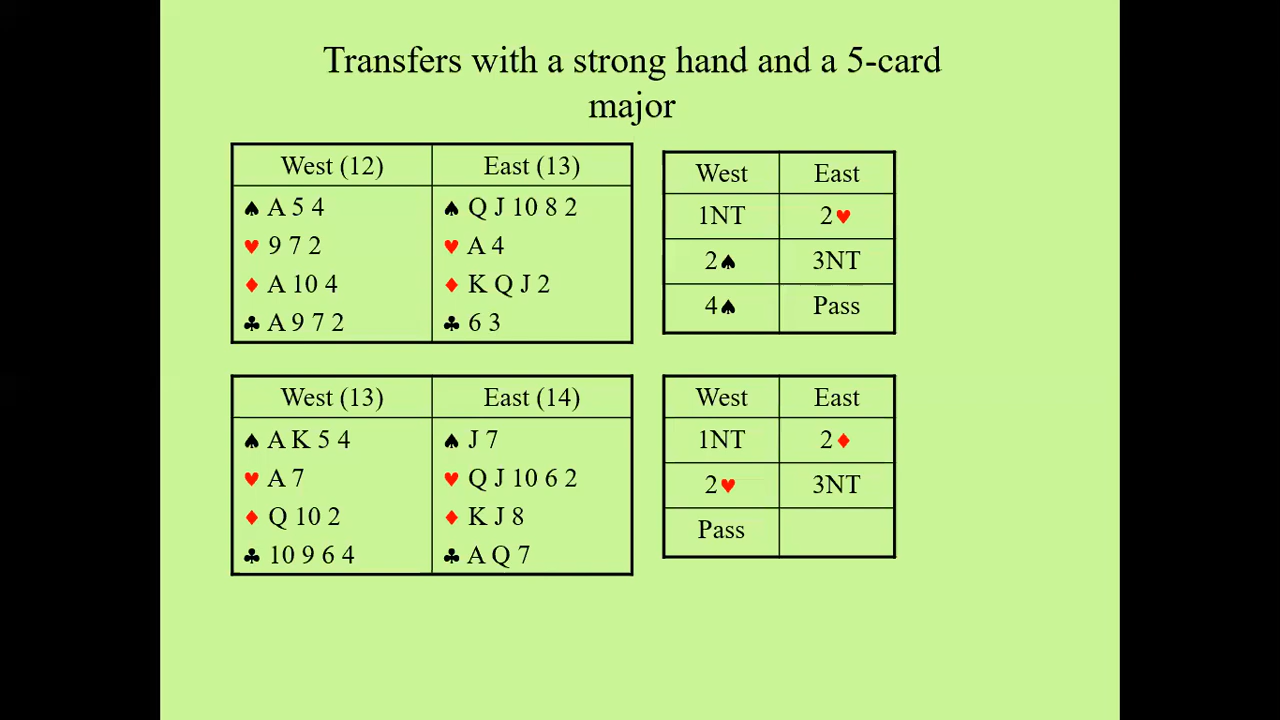 Transfers with a strong hand and a 5-card
major
West (12) East (13)
♠ A 5 4 ♠ Q J 10 8 2
♥ 9 7 2 ♥ A 4
♦ A 10 4 ♦ K Q J 2
♣ A 9 7 2 ♣ 6 3
West East
1NT 2♥
2♠ 3NT
4♠ Pass
West (13) East (14)
♠ A K 5 4 ♠ J 7
♥ A 7 ♥ Q J 10 6 2
♦ Q 10 2 ♦ K J 8
♣ 10 9 6 4 ♣ A Q 7
West East
1NT 2♦
2♥ 3NT
Pass